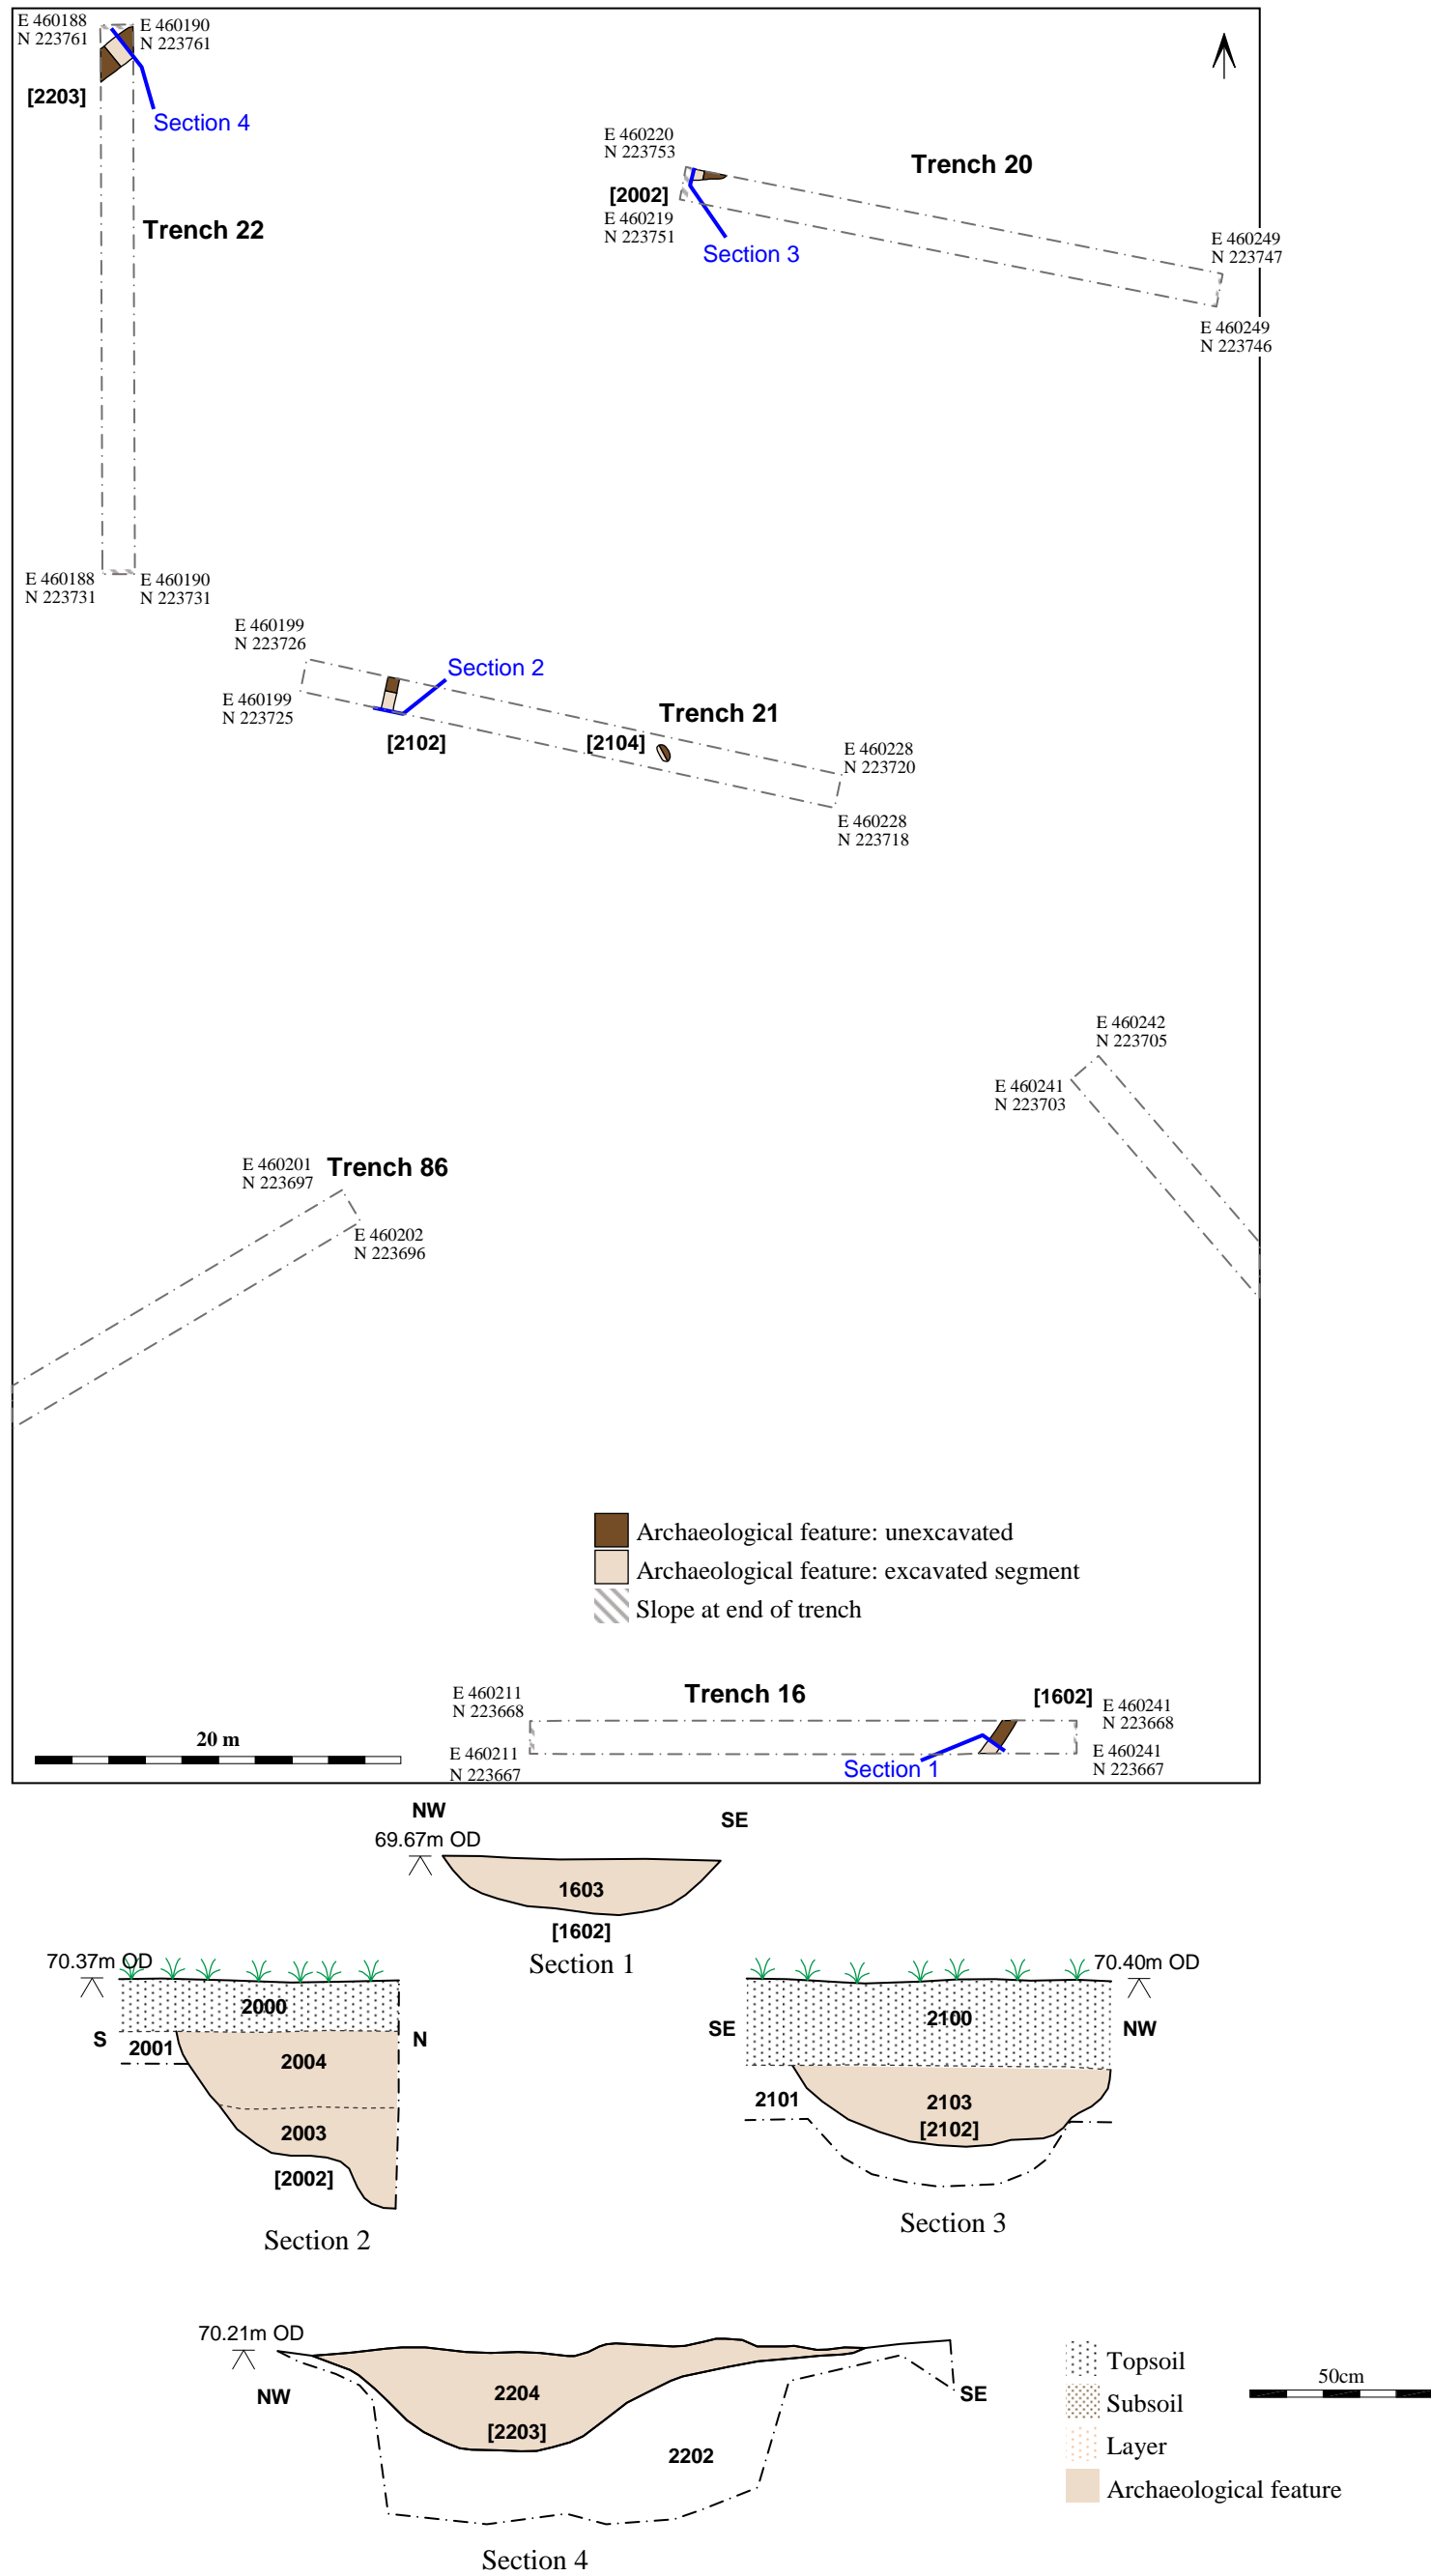 E 460188
N 223761
E 460190
N 223761
[2203]
Section 4
Trench 22
E 460220
N 223753
Trench 20
[2002]
E 460219
N 223751
Section 3
E 460249
N 223747
E 460249
N 223746
E 460188
N 223731
E 460190
N 223731
E 460199
N 223726
Section 2
E 460199
N 223725
Trench 21
[2102]
[2104]
E 460228
N 223720
E 460228
N 223718
E 460242
N 223705
E 460241
N 223703
E 460201
N 223697
Trench 86
E 460202
N 223696
Archaeological feature: unexcavated
Archaeological feature: excavated segment
Slope at end of trench
E 460211
N 223668
Trench 16
[1602]
E 460241
N 223668
20 m
E 460211
N 223667
Section 1
E 460241
N 223667
NW
SE
69.67m OD
1603
[1602]
Section 1
70.37m OD
2000
S
N
2001
2004
2003
[2002]
Section 2
70.40m OD
2100
SE
NW
2101
2103
[2102]
Section 3
70.21m OD
NW
SE
2204
[2203]
2202
Section 4
Topsoil
Subsoil
Layer
Archaeological feature
50cm